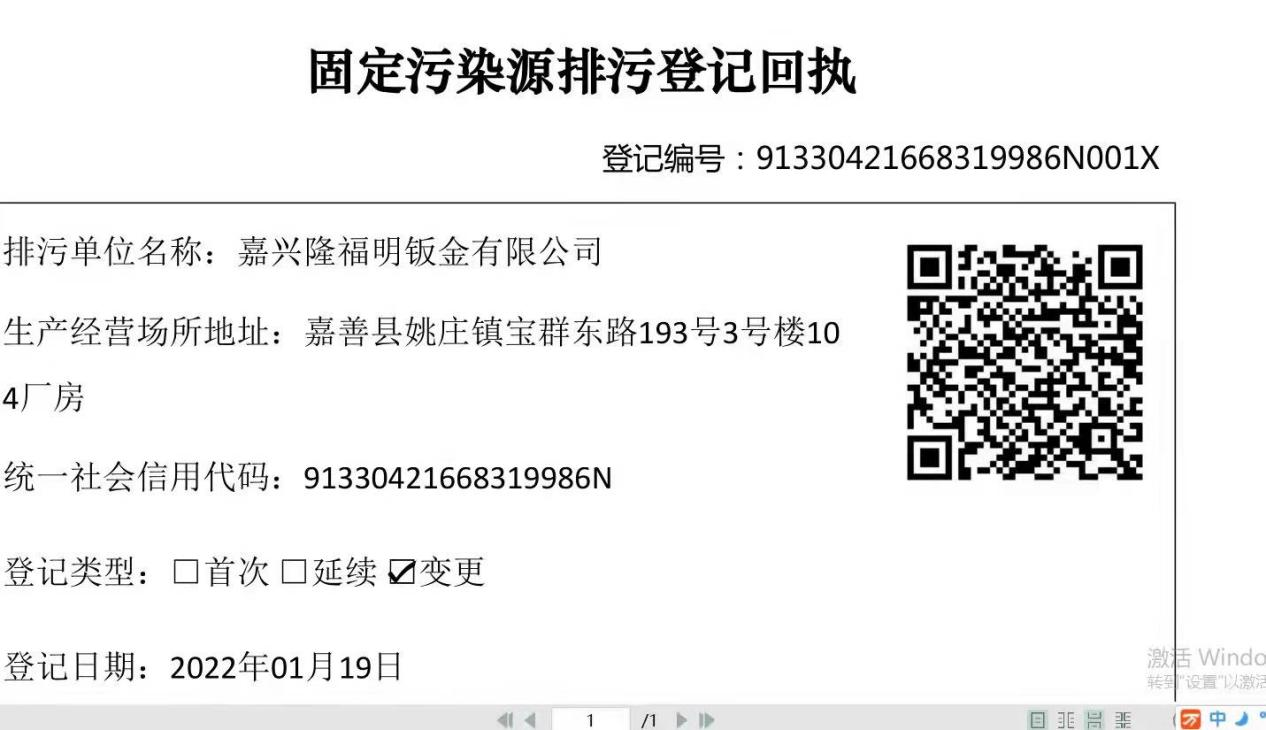 固定污染源排污登记回执
登记编号：91330421668319986N001X
排污单位名称：嘉兴隆福明钣金有限公司
生产经营场所地址：嘉善县姚庄镇宝群东路193号3号楼10
4厂房
统一社会信用代码：91330421668319986N
登记类型：□首次 □延续 ☑变更
登记日期：2022年01月19日
激活 Windo
转到"设置"以激活
1 /1
中